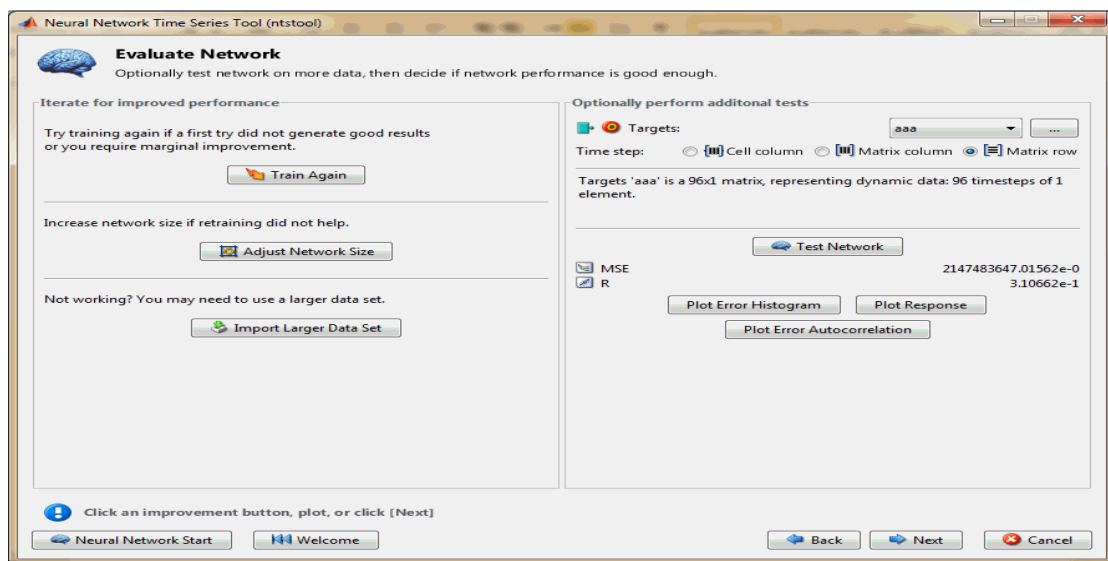 Neural Network Time Series Tool (ntstool)
Evaluate Network
Optionally test network on more data, then decide if network performance is good enough.
Iterate for improved performance
Try training again if a first try did not generate good results
or you require marginal improvement.
Train Again
Increase network size if retraining did not help.
Adjust Network Size
Not working? You may need to use a larger data set.
Import Larger Data Set
Optionally perform additonal tests
Targets: aaa ...
Time step: Cell column Matrix column Matrix row
Targets 'aaa' is a 96x1 matrix, representing dynamic data: 96 timesteps of 1
element.
Test Network
MSE 2147483647.01562e-0
R 3.10662e-1
Plot Error Histogram Plot Response
Plot Error Autocorrelation
Click an improvement button, plot, or click [Next]
Neural Network Start Welcome Back Next Cancel